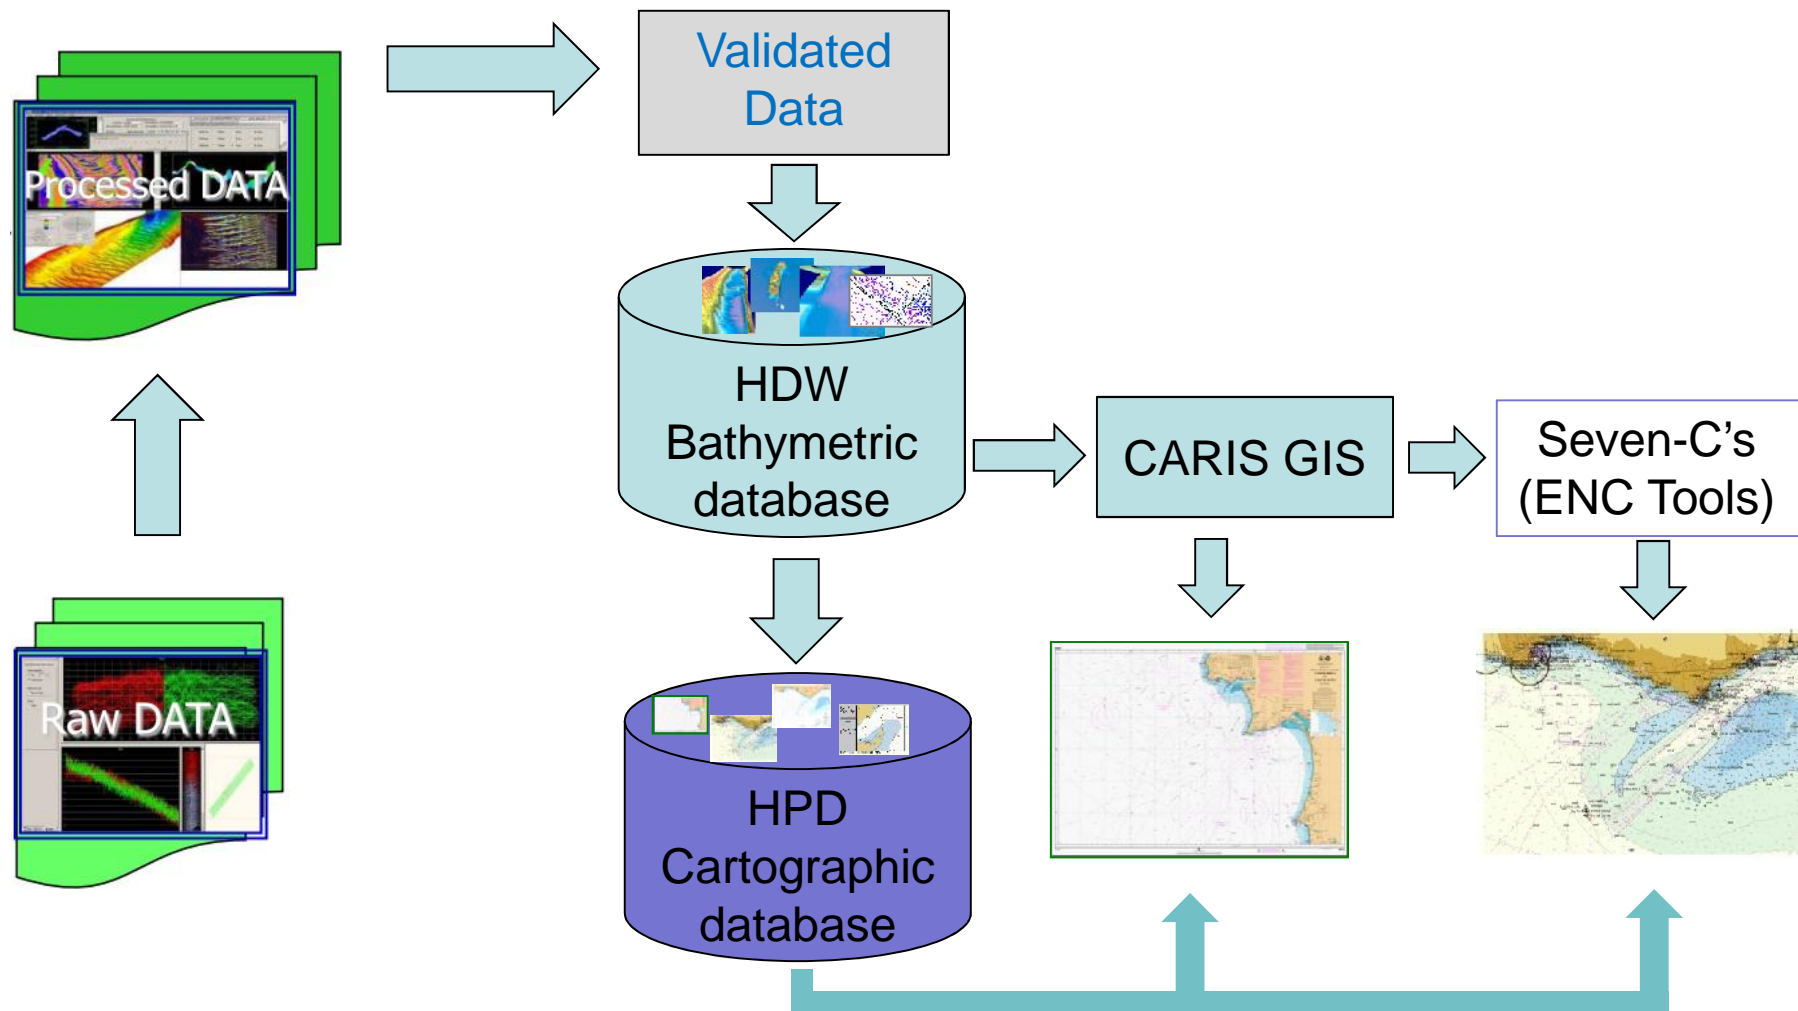 Validated
Data
Processed DATA
HDW
Bathymetric
database
CARIS GIS
Seven-C's
(ENC Tools)
Raw DATA
HPD
Cartographic
database